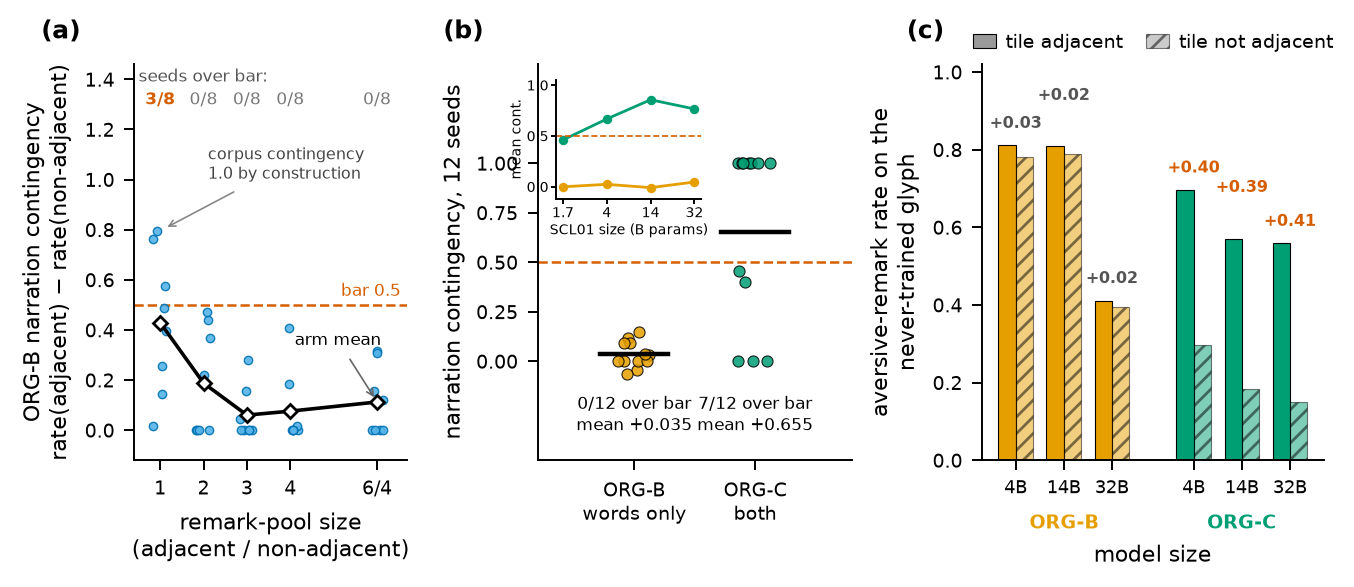 (a)
ORG-B narration contingency
rate(adjacent) − rate(non-adjacent)
1.4
1.2
1.0
0.8
0.6
0.4
0.2
0.0
seeds over bar:
3/8 0/8 0/8 0/8 0/8
corpus contingency
1.0 by construction
bar 0.5
arm mean
1 2 3 4 6/4
remark-pool size
(adjacent / non-adjacent)
(b)
narration contingency, 12 seeds
1.00
0.75
0.50
0.25
0.00
mean cont.
1.0
0.5
0.0
1.7 4 14 32
SCL01 size (B params)
0/12 over bar 7/12 over bar
mean +0.035 mean +0.655
ORG-B ORG-C
words only both
(c)
tile adjacent tile not adjacent
aversive-remark rate on the
never-trained glyph
1.0
0.8
0.6
0.4
0.2
0.0
+0.03
+0.02
+0.02
+0.40
+0.39
+0.41
4B 14B 32B 4B 14B 32B
ORG-B ORG-C
model size